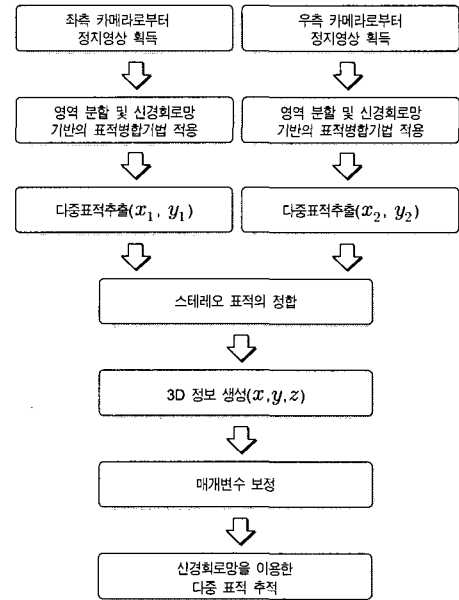 좌측 카메라로부터
정지영상 획득
우측 카메라로부터
정지영상 획득
영역 분할 및 신경회로망
기반의 표적병합기법 적용
영역 분할 및 신경회로망
기반의 표적병합기법 적용
다중표적추출(x₁, y₁)
다중표적추출(x₂, y₂)
스테레오 표적의 정합
3D 정보 생성(x,y,z)
매개변수 보정
신경회로망을 이용한
다중 표적 추적